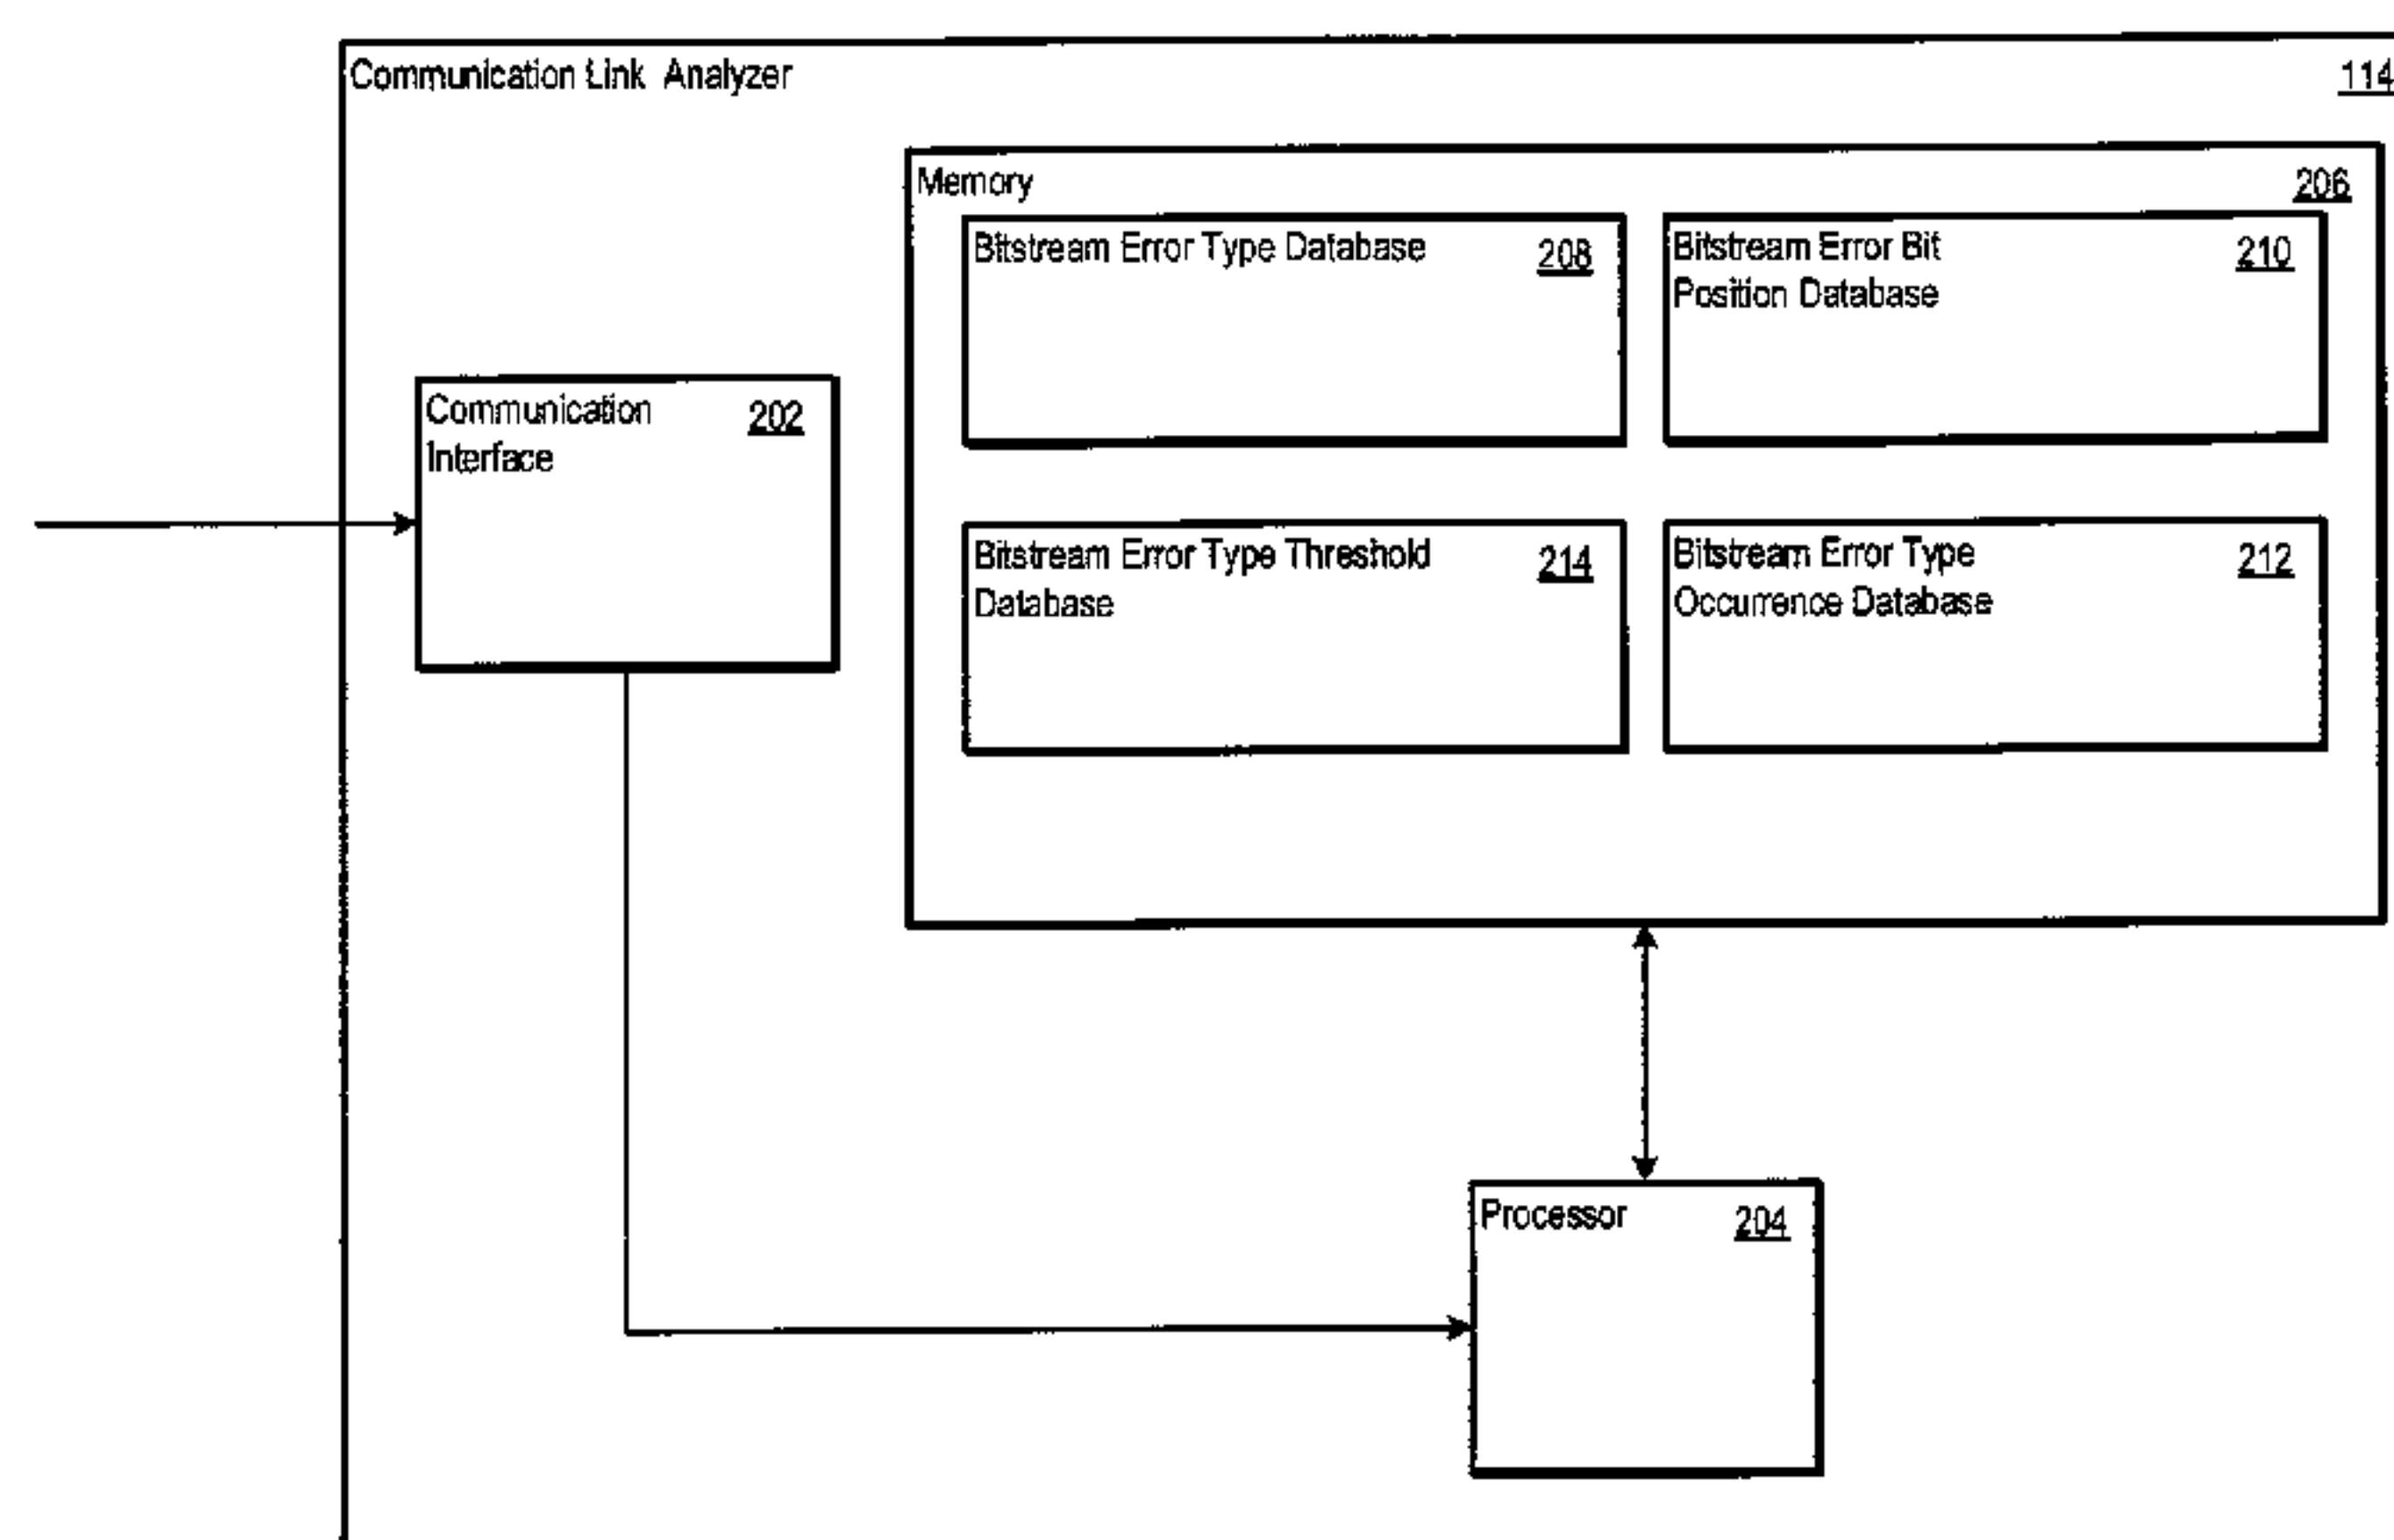 Communication Link Analyzer 114
Memory 206
Bitstream Error Type Database 208
Bitstream Error Bit 210
Position Database
Communication 202
Interface
Bitstream Error Type Threshold 214
Database
Bitstream Error Type 212
Occurrence Database
Processor 204